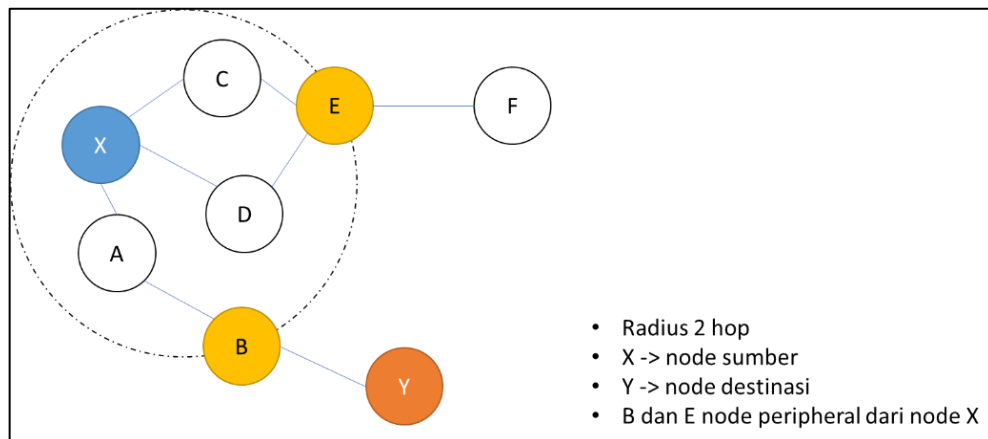 C
E
F
X
D
A
B
Y
• Radius 2 hop
• X -> node sumber
• Y -> node destinasi
• B dan E node peripheral dari node X